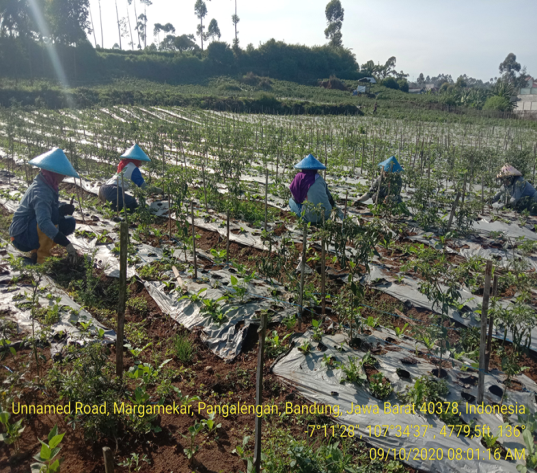 Unnamed Road, Margamekar, Pangalengan, Bandung, Jawa Barat 40378, Indonesia
-7°11'28", 107°34'37", 4779,5ft, 136°
09/10/2020 08:01:16 AM